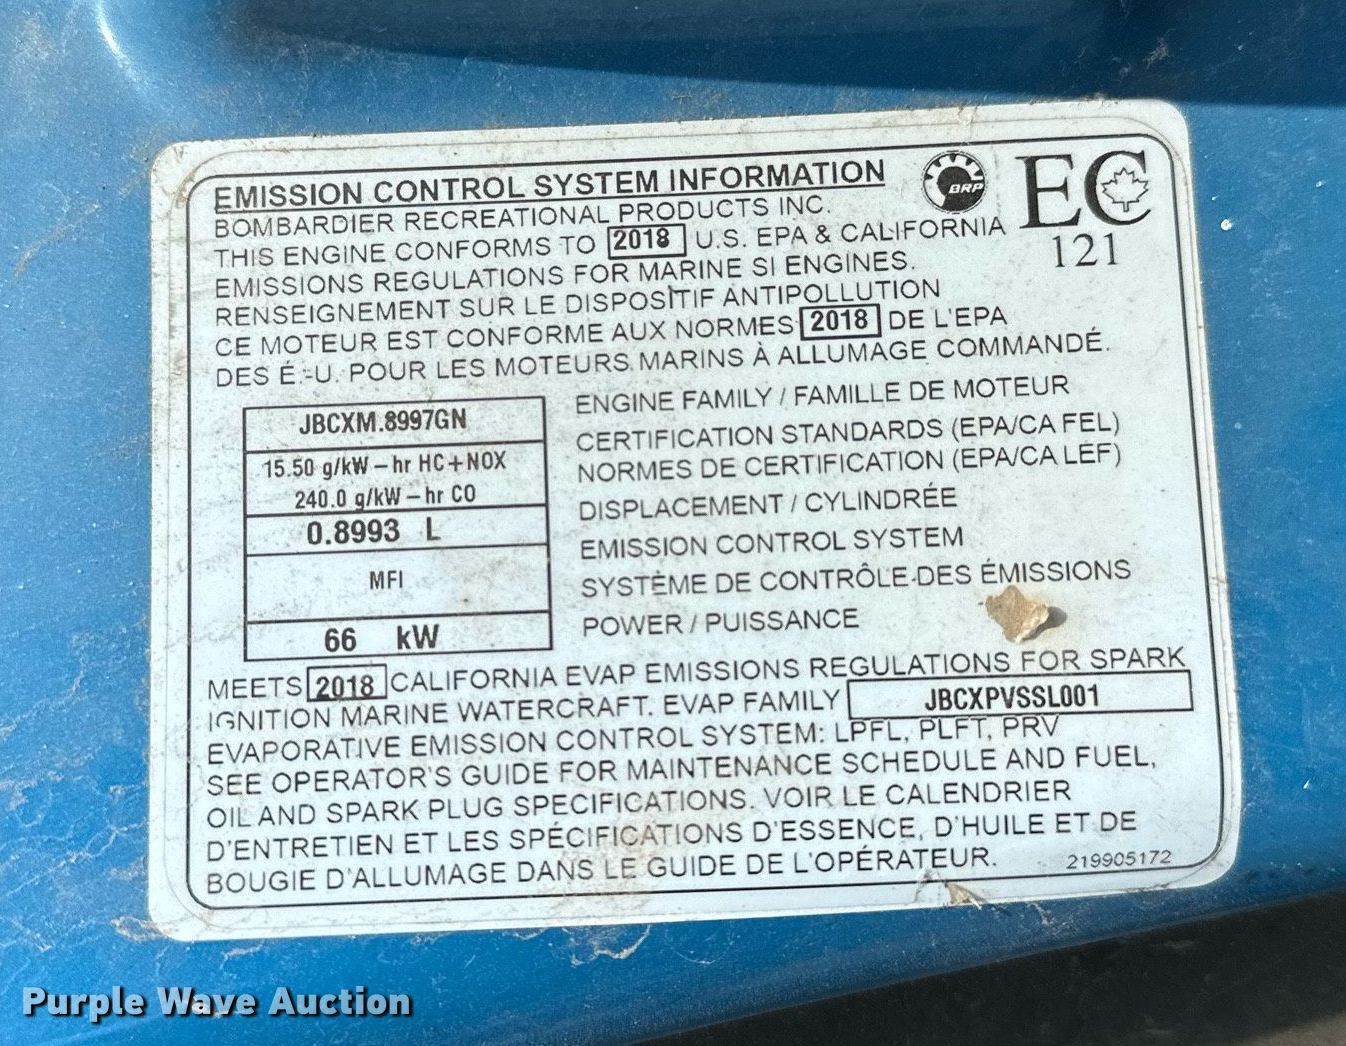 EMISSION CONTROL SYSTEM INFORMATION
BRP
EC
121
BOMBARDIER RECREATIONAL PRODUCTS INC.
THIS ENGINE CONFORMS TO 2018 U.S. EPA & CALIFORNIA
EMISSIONS REGULATIONS FOR MARINE SI ENGINES.
RENSEIGNEMENT SUR LE DISPOSITIF ANTIPOLLUTION
CE MOTEUR EST CONFORME AUX NORMES 2018 DE L'EPA
DES É.-U. POUR LES MOTEURS MARINS À ALLUMAGE COMMANDÉ.
JBCXM.8997GN ENGINE FAMILY / FAMILLE DE MOTEUR
15.50 g/kW – hr HC+NOX CERTIFICATION STANDARDS (EPA/CA FEL)
240.0 g/kW – hr CO NORMES DE CERTIFICATION (EPA/CA LEF)
0.8993 L DISPLACEMENT / CYLINDRÉE
MFI EMISSION CONTROL SYSTEM
SYSTÈME DE CONTRÔLE DES ÉMISSIONS
66 kW POWER / PUISSANCE
MEETS 2018 CALIFORNIA EVAP EMISSIONS REGULATIONS FOR SPARK
IGNITION MARINE WATERCRAFT. EVAP FAMILY JBCXPVSSL001
EVAPORATIVE EMISSION CONTROL SYSTEM: LPFL, PLFT, PRV
SEE OPERATOR'S GUIDE FOR MAINTENANCE SCHEDULE AND FUEL,
OIL AND SPARK PLUG SPECIFICATIONS. VOIR LE CALENDRIER
D'ENTRETIEN ET LES SPÉCIFICATIONS D'ESSENCE, D'HUILE ET DE
BOUGIE D'ALLUMAGE DANS LE GUIDE DE L'OPÉRATEUR. 219905172
Purple Wave Auction